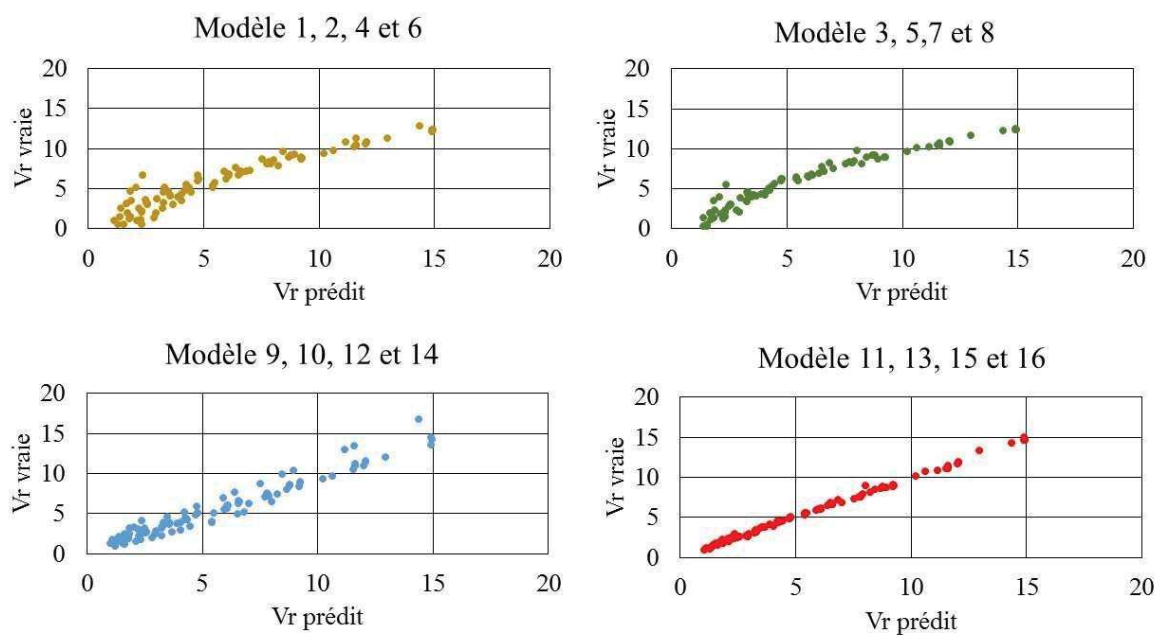 Modèle 1, 2, 4 et 6
20
15
10
5
0
Vr vraie
0 5 10 15 20
Vr prédit
Modèle 3, 5,7 et 8
20
15
10
5
0
Vr vraie
0 5 10 15 20
Vr prédit
Modèle 9, 10, 12 et 14
20
15
10
5
0
Vr vraie
0 5 10 15 20
Vr prédit
Modèle 11, 13, 15 et 16
20
15
10
5
0
Vr vraie
0 5 10 15 20
Vr prédit